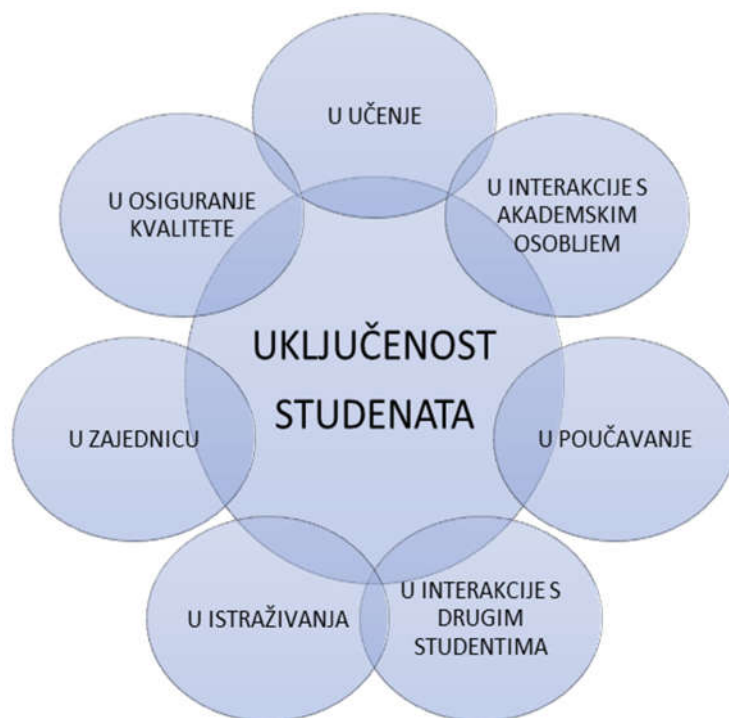 U UČENJE
U INTERAKCIJE S
AKADEMSKIM
OSOBLJEM
U POUČAVANJE
U INTERAKCIJE S
DRUGIM
STUDENTIMA
U ISTRAŽIVANJA
U ZAJEDNICU
U OSIGURANJE
KVALITETE
UKLJUČENOST
STUDENATA